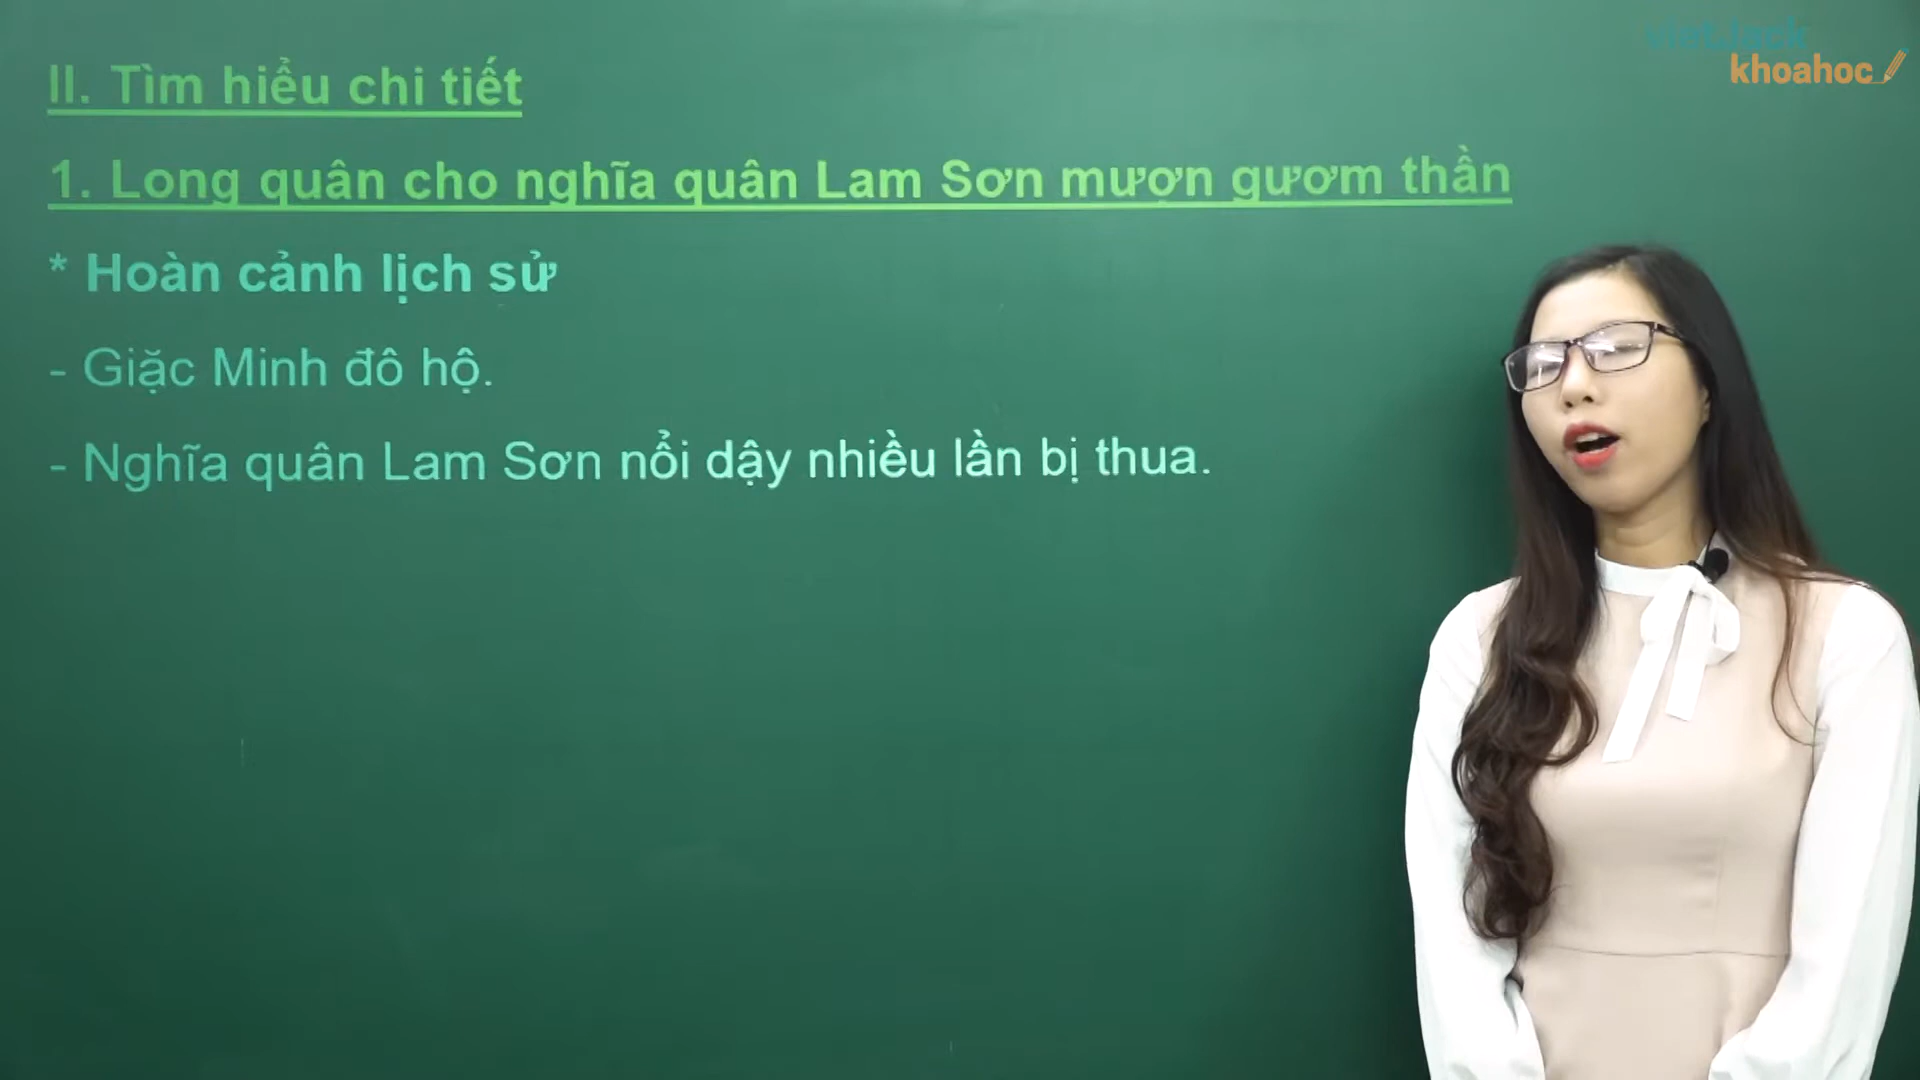 vietJack
khoahoc
II. Tìm hiểu chi tiết
1. Long quân cho nghĩa quân Lam Sơn mượn gươm thần
* Hoàn cảnh lịch sử
- Giặc Minh đô hộ.
- Nghĩa quân Lam Sơn nổi dậy nhiều lần bị thua.